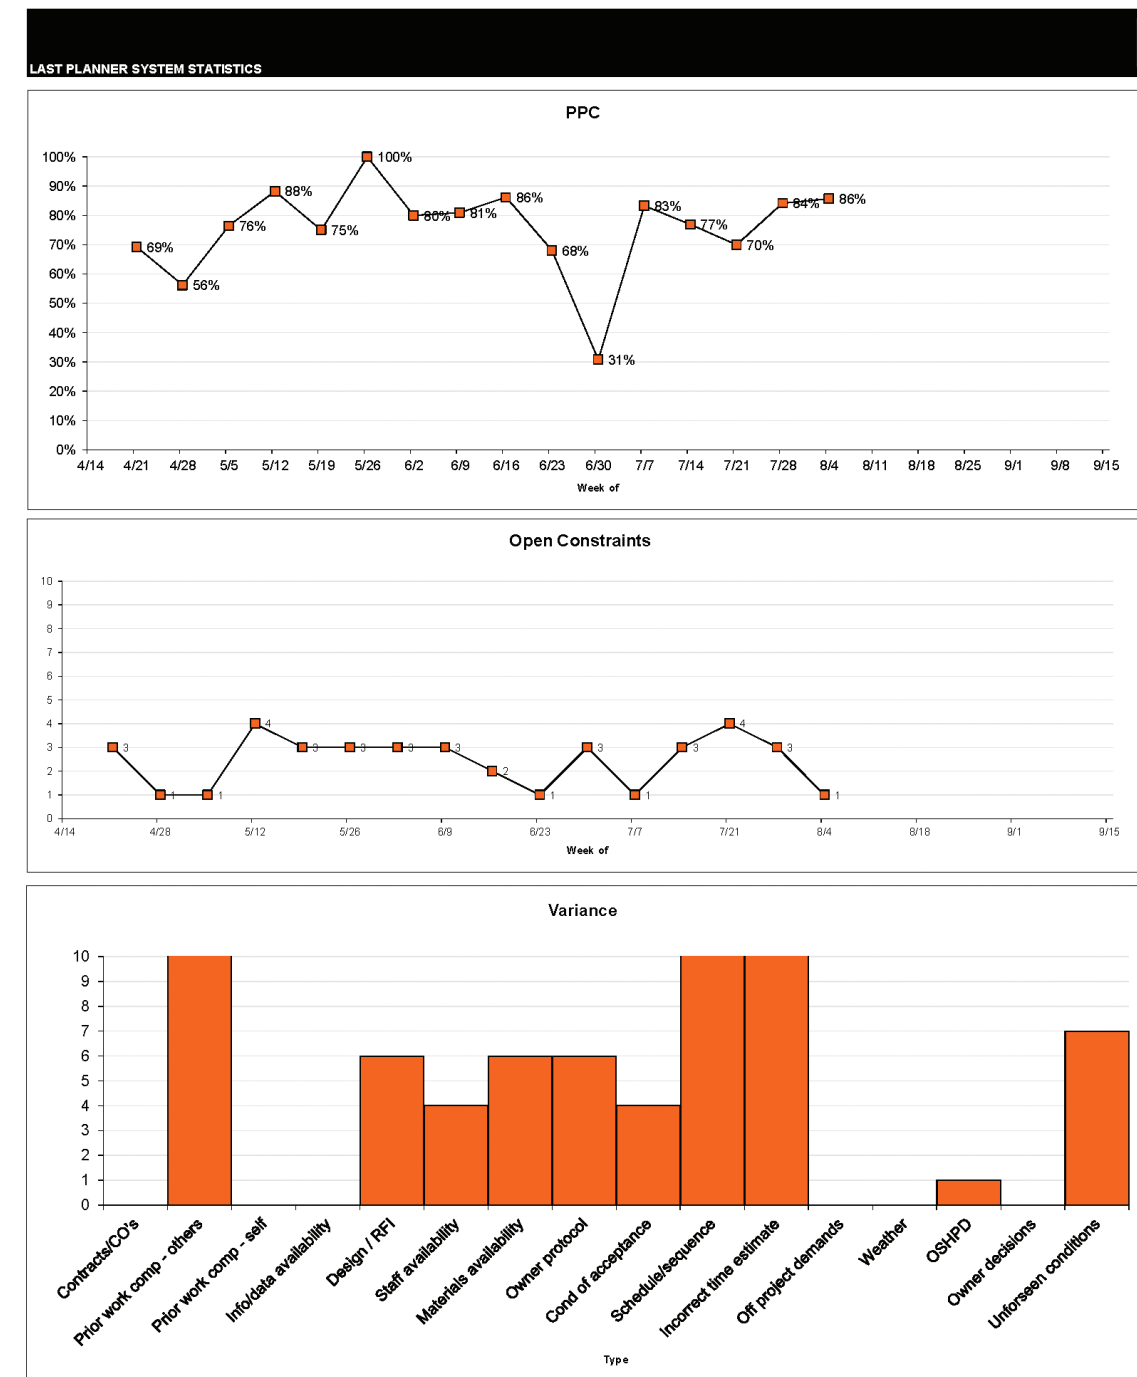 LAST PLANNER SYSTEM STATISTICS
PPC
100%
90%
80%
70%
60%
50%
40%
30%
20%
10%
0%
69%
56%
76%
88%
75%
100%
80%
81%
86%
68%
31%
83%
77%
70%
84%
86%
4/14 4/21 4/28 5/5 5/12 5/19 5/26 6/2 6/9 6/16 6/23 6/30 7/7 7/14 7/21 7/28 8/4 8/11 8/18 8/25 9/1 9/8 9/15
Week of
Open Constraints
10
9
8
7
6
5
4
3
2
1
0
3
1
1
4
3
3
3
3
2
1
3
1
3
4
3
1
4/14 4/28 5/12 5/26 6/9 6/23 7/7 7/21 8/4 8/18 9/1 9/15
Week of
Variance
10
9
8
7
6
5
4
3
2
1
0
Contracts/CO's
Prior work comp - others
Prior work comp - self
Info/data availability
Design / RFI
Staff availability
Materials availability
Owner protocol
Cond of acceptance
Schedule/sequence
Incorrect time estimate
Off project demands
Weather
OSHPD
Owner decisions
Unforseen conditions
Type